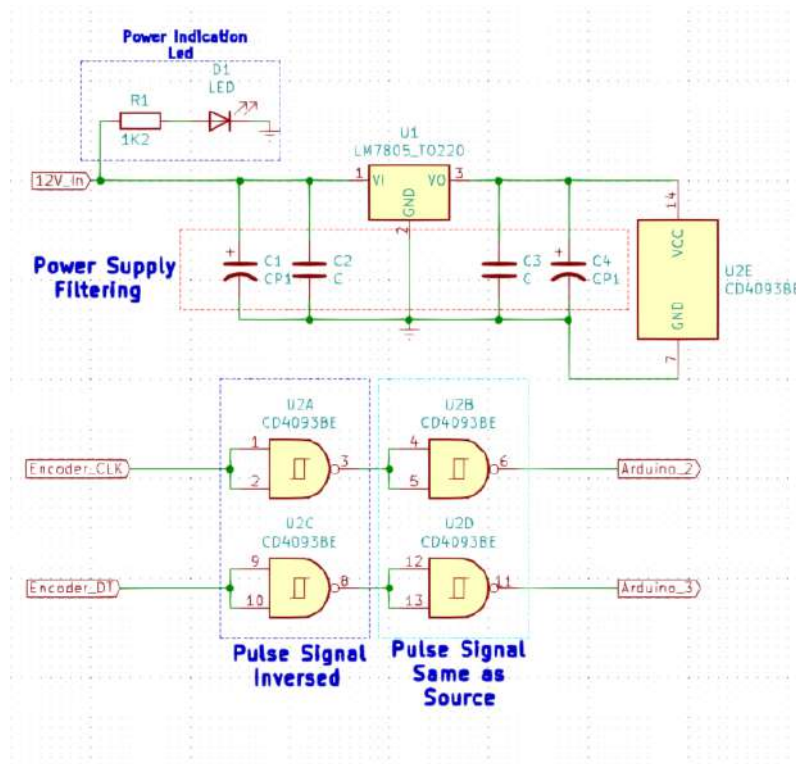 Power Indication
Led
D1
LED
R1
1K2
U1
LM7805_TO220
12V_in
1
VI
VO
3
GND
2
14
VCC
GND
7
U2E
CD4093BE
Power Supply
Filtering
C1
CP1
C2
C
C3
C
C4
CP1
U2A
CD4093BE
U2B
CD4093BE
Encoder_CLK
1
2
3
4
5
6
Arduino_2
U2C
CD4093BE
U2D
CD4093BE
Encoder_DT
9
10
8
12
13
11
Arduino_3
Pulse Signal
Inversed
Pulse Signal
Same as
Source